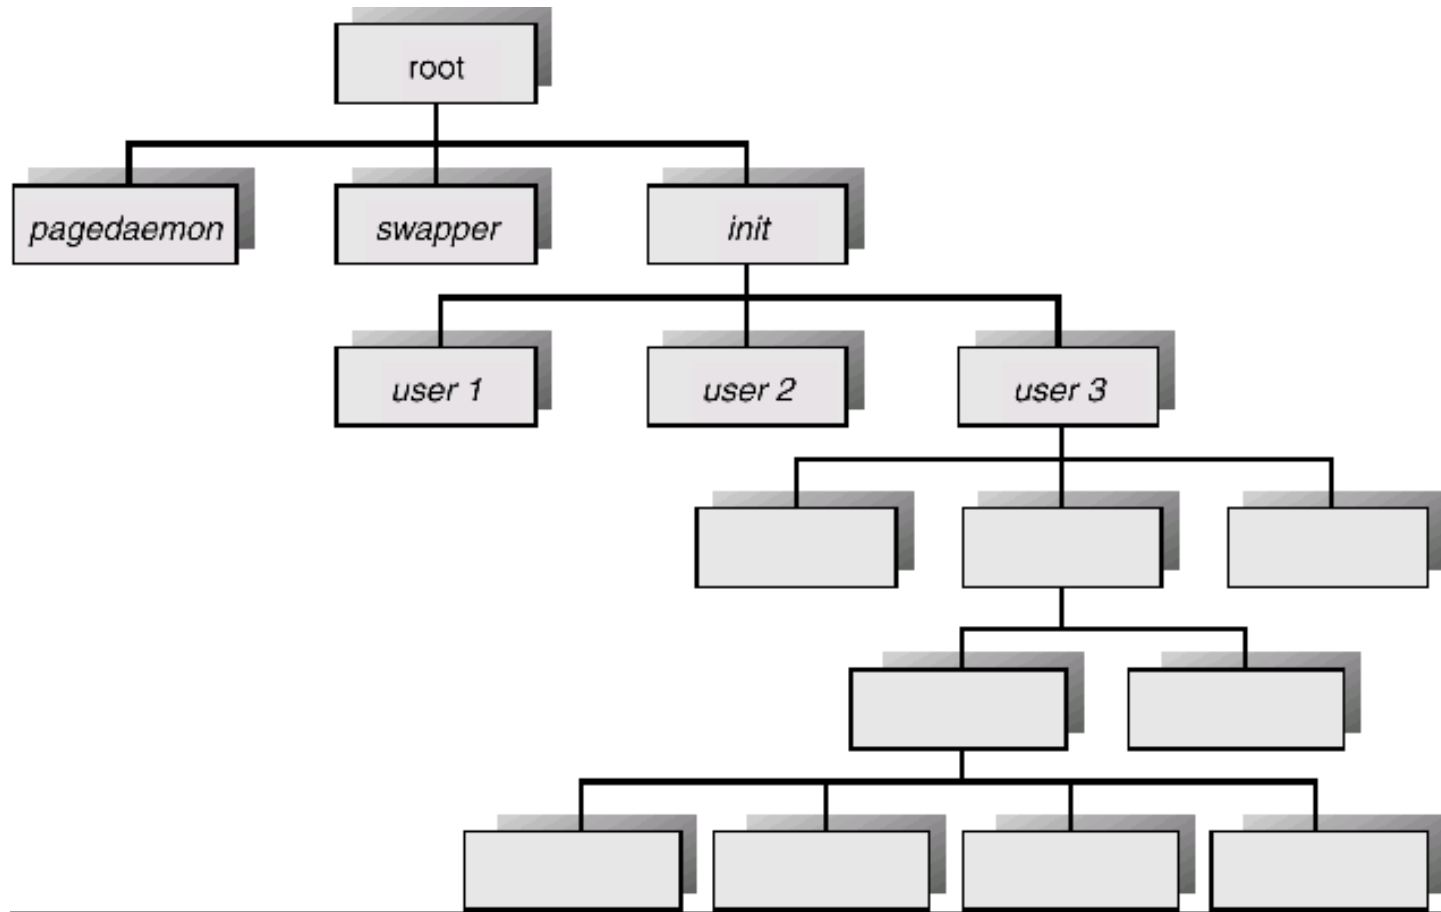 root
pagedaemon
swapper
init
user 1
user 2
user 3